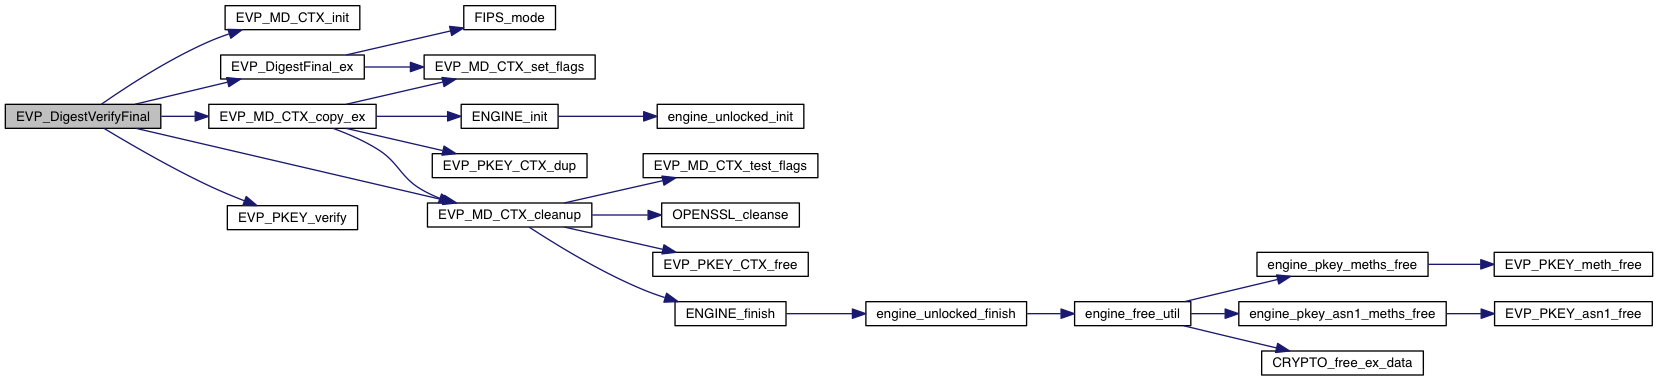 EVP_MD_CTX_init
FIPS_mode
EVP_DigestFinal_ex
EVP_MD_CTX_set_flags
EVP_DigestVerifyFinal
EVP_MD_CTX_copy_ex
ENGINE_init
engine_unlocked_init
EVP_PKEY_CTX_dup
EVP_MD_CTX_test_flags
EVP_PKEY_verify
EVP_MD_CTX_cleanup
OPENSSL_cleanse
EVP_PKEY_CTX_free
engine_pkey_meths_free
EVP_PKEY_meth_free
ENGINE_finish
engine_unlocked_finish
engine_free_util
engine_pkey_asn1_meths_free
EVP_PKEY_asn1_free
CRYPTO_free_ex_data